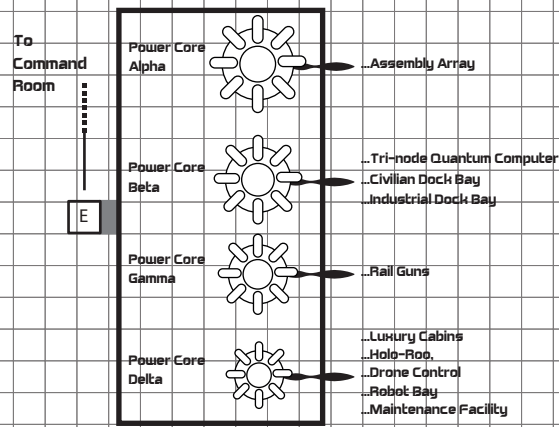 To
Command
Room
E
Power Core
Alpha
...Assembly Array
Power Core
Beta
...Tri-node Quantum Computer
...Civilian Dock Bay
...Industrial Dock Bay
Power Core
Gamma
...Rail Guns
Power Core
Delta
...Luxury Cabins
...Holo-Roo,
...Drone Control
...Robot Bay
...Maintenance Facility